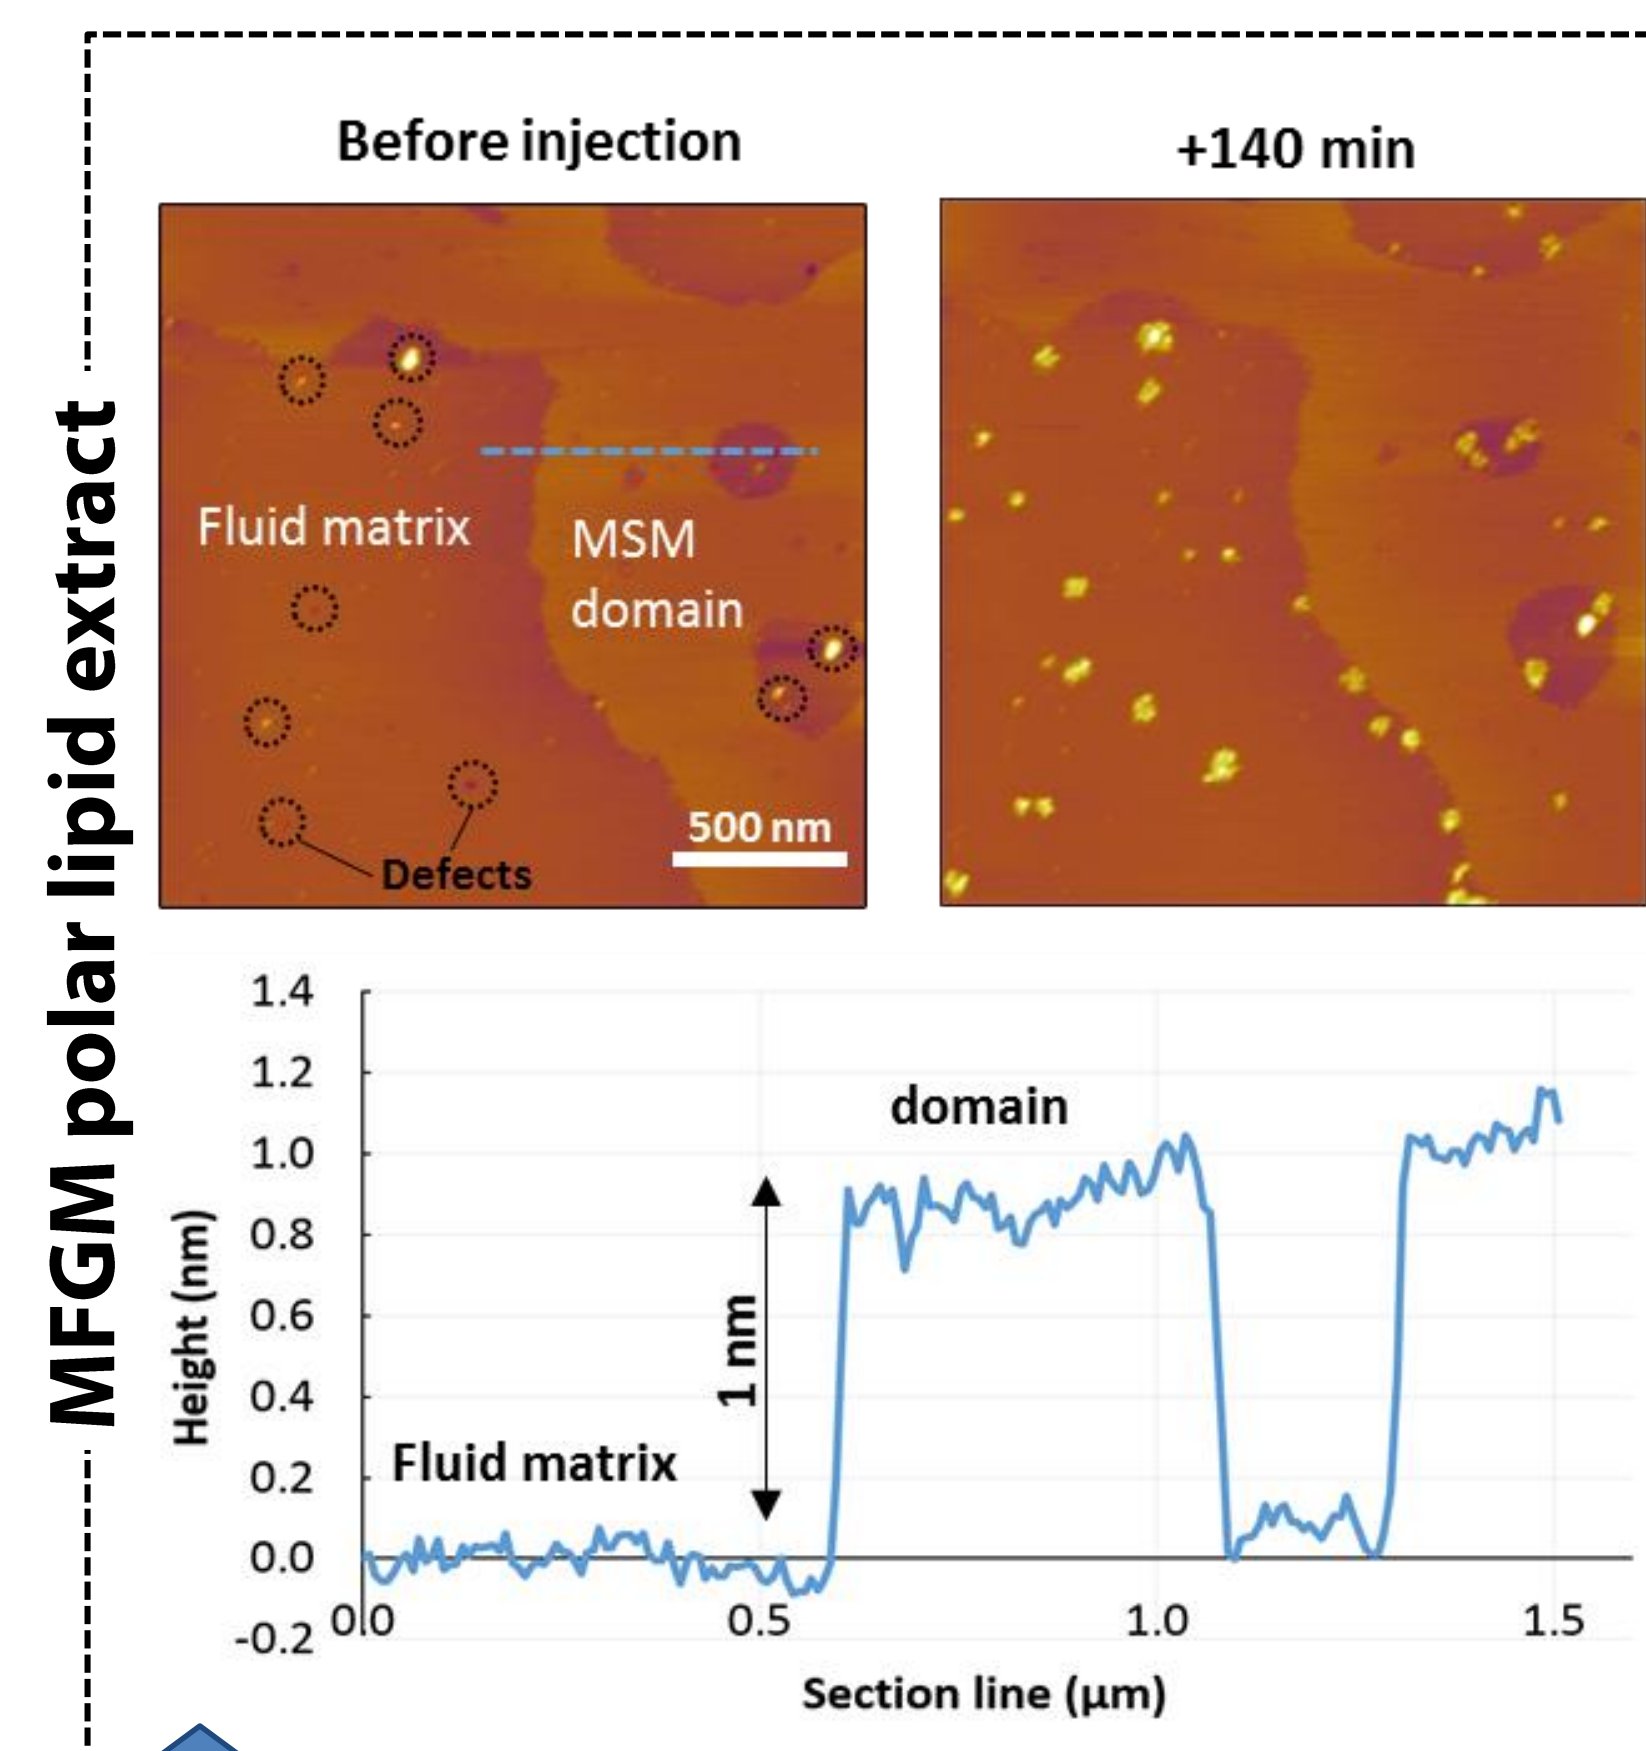 MFGM polar lipid extract
Before injection
+140 min
Fluid matrix
MSM
domain
500 nm
Defects
1.4
1.2
1.0
0.8
0.6
0.4
0.2
0.0
-0.2
Height (nm)
domain
1 nm
Fluid matrix
0.0
0.5
1.0
1.5
Section line (μm)